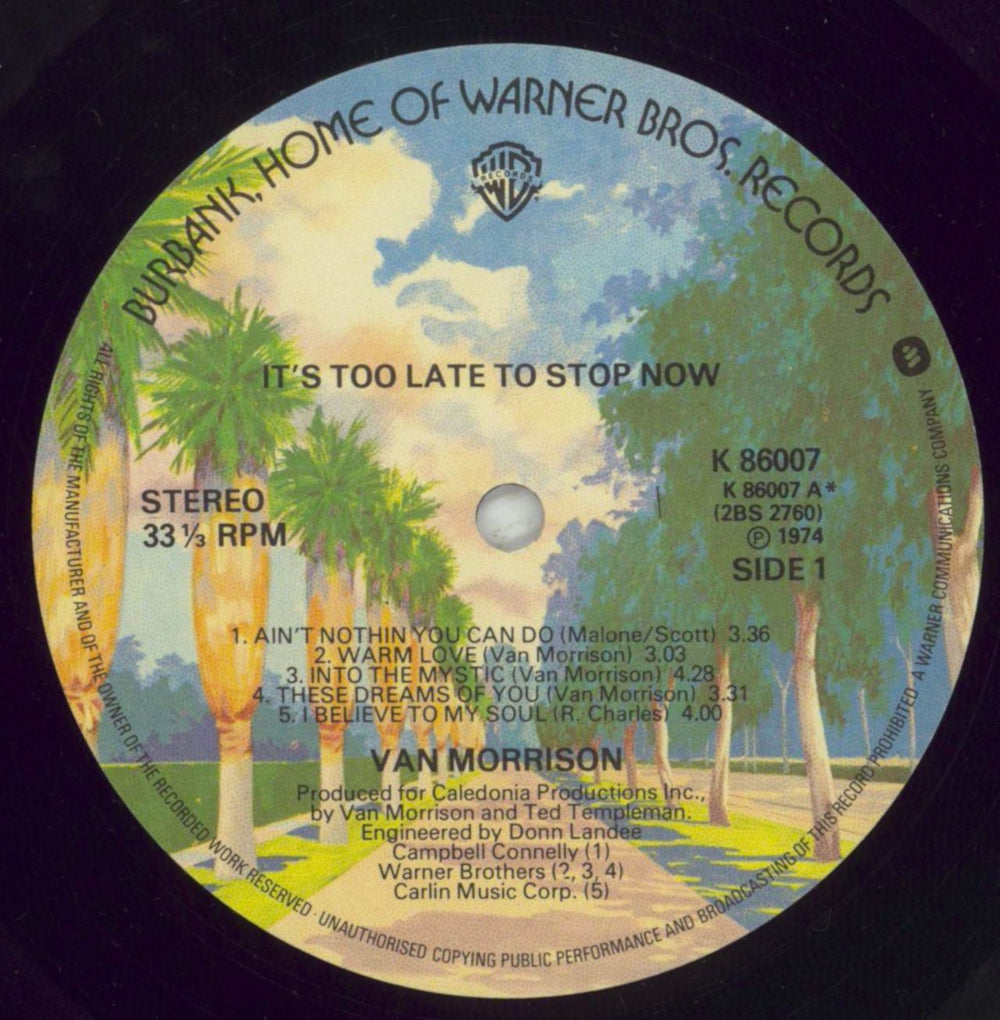 BURBANK, HOME OF WARNER BROS. RECORDS
RECORDS
IT'S TOO LATE TO STOP NOW
STEREO
33⅓ RPM
K 86007
K 86007 A*
(2BS 2760)
Ⓟ 1974
SIDE 1
1. AIN'T NOTHIN YOU CAN DO (Malone/Scott) 3.36
2. WARM LOVE (Van Morrison) 3.03
3. INTO THE MYSTIC (Van Morrison) 4.28
4. THESE DREAMS OF YOU (Van Morrison) 3.31
5. I BELIEVE TO MY SOUL (R. Charles) 4.00
VAN MORRISON
Produced for Caledonia Productions Inc.,
by Van Morrison and Ted Templeman.
Engineered by Donn Landee
Campbell Connelly (1)
Warner Brothers (2, 3, 4)
Carlin Music Corp. (5)
ALL RIGHTS OF THE MANUFACTURER AND OF THE OWNER OF THE RECORDED WORK RESERVED · UNAUTHORISED COPYING PUBLIC PERFORMANCE AND BROADCASTING OF THIS RECORD PROHIBITED · A WARNER COMMUNICATIONS COMPANY